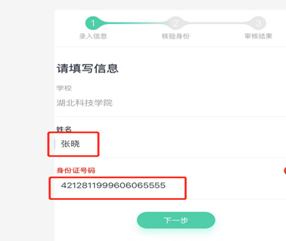 1 2 3
录入信息 核验身份 审核结果
请填写信息
学校
湖北科技学院
姓名
张晓
身份证号码
4212811999606065555
下一步